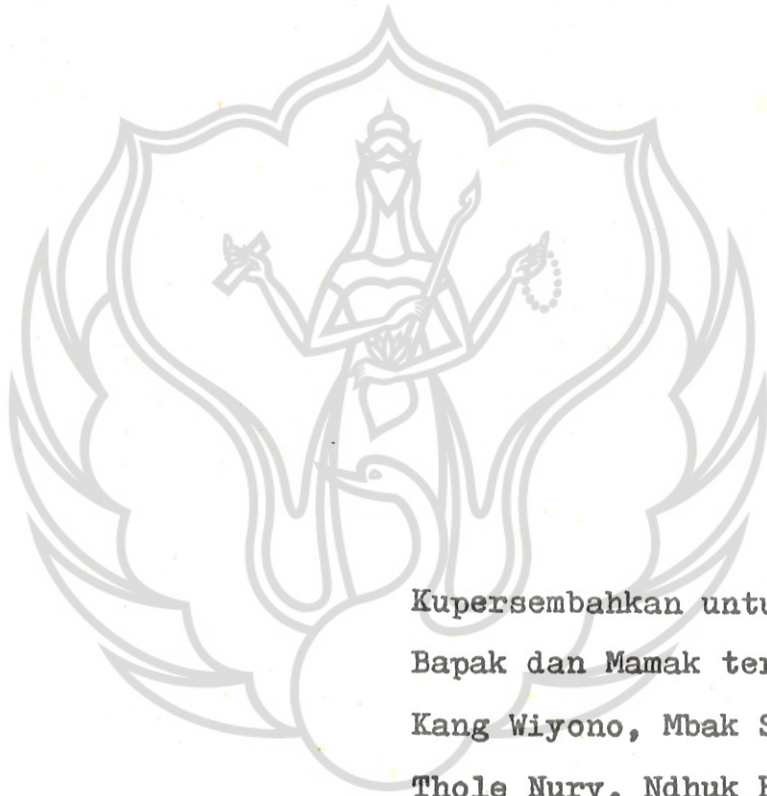 Kupersembahkan
Bapak dan Mamak
Kang Wiyono, Mbak
Thole Nury, Ndhuk